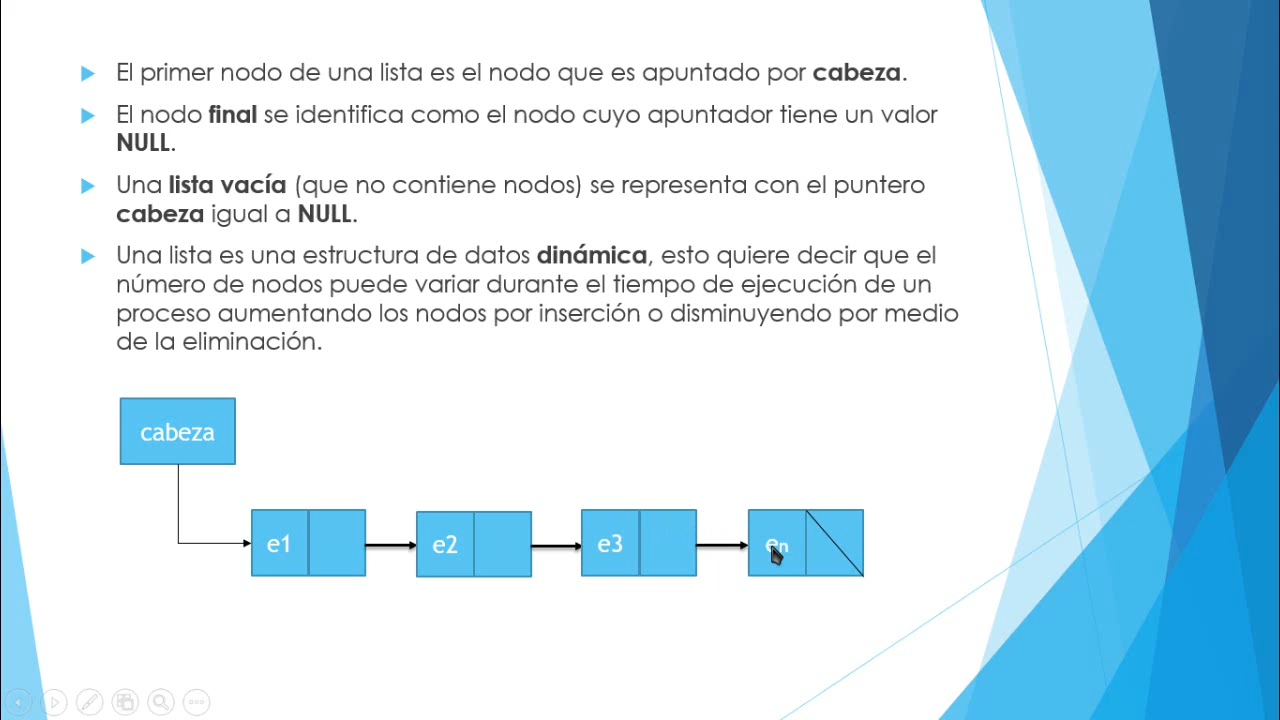 El primer nodo de una lista es el nodo que es apuntado por cabeza.
El nodo final se identifica como el nodo cuyo apuntador tiene un valor
NULL.
Una lista vacía (que no contiene nodos) se representa con el puntero
cabeza igual a NULL.
Una lista es una estructura de datos dinámica, esto quiere decir que el
número de nodos puede variar durante el tiempo de ejecución de un
proceso aumentando los nodos por inserción o disminuyendo por medio
de la eliminación.
cabeza
e1 e2 e3 en